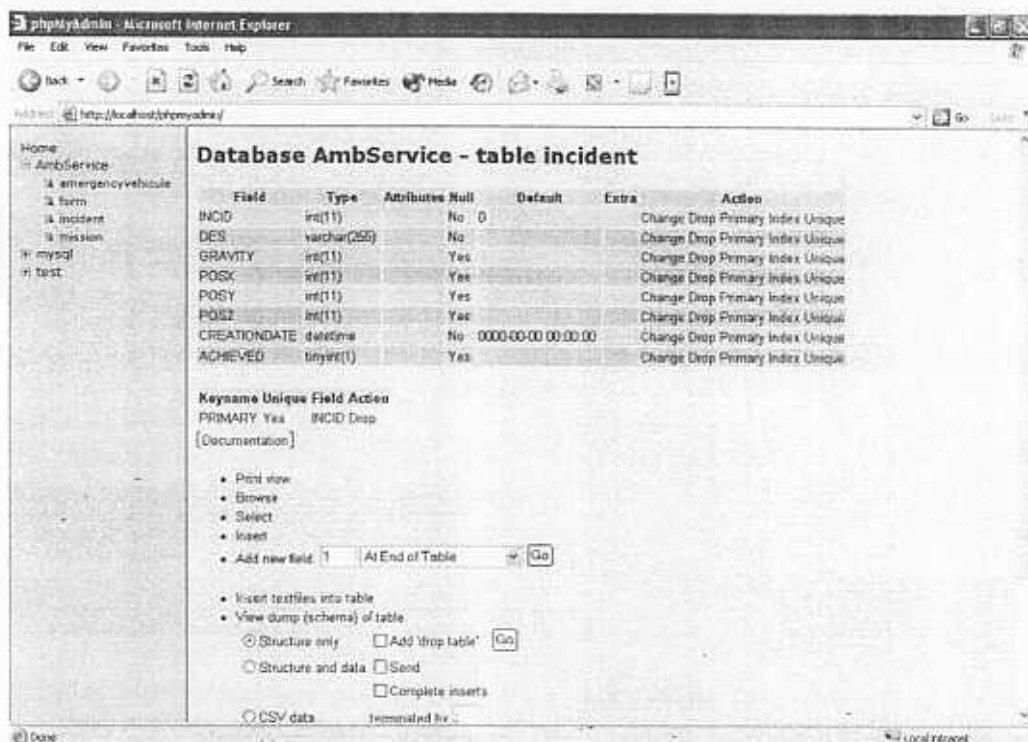 phpMyAdmin - Microsoft Internet Explorer
File Edit View Favorites Tools Help
Back Search Favorites Media
Address http://localhost/phpmyadmin/ Go
Home
AmbService
emergencyvehicule
form
incident
mission
mysql
test
Database AmbService - table incident
Field Type Attributes Null Default Extra Action
INCID int(11) No 0 Change Drop Primary Index Unique
DES varchar(255) No Change Drop Primary Index Unique
GRAVITY int(11) Yes Change Drop Primary Index Unique
POSX int(11) Yes Change Drop Primary Index Unique
POSY int(11) Yes Change Drop Primary Index Unique
POSZ int(11) Yes Change Drop Primary Index Unique
CREATIONDATE datetime No 0000-00-00 00:00:00 Change Drop Primary Index Unique
ACHIEVED tinyint(1) Yes Change Drop Primary Index Unique
Keyname Unique Field Action
PRIMARY Yes INCID Drop
[Documentation]
• Print view
• Browse
• Select
• Insert
• Add new field: 1 At End of Table Go
• Insert textfiles into table
• View dump (schema) of table
Structure only Add 'drop table' Go
Structure and data Send
Complete inserts
CSV data terminated by
Done Local intranet